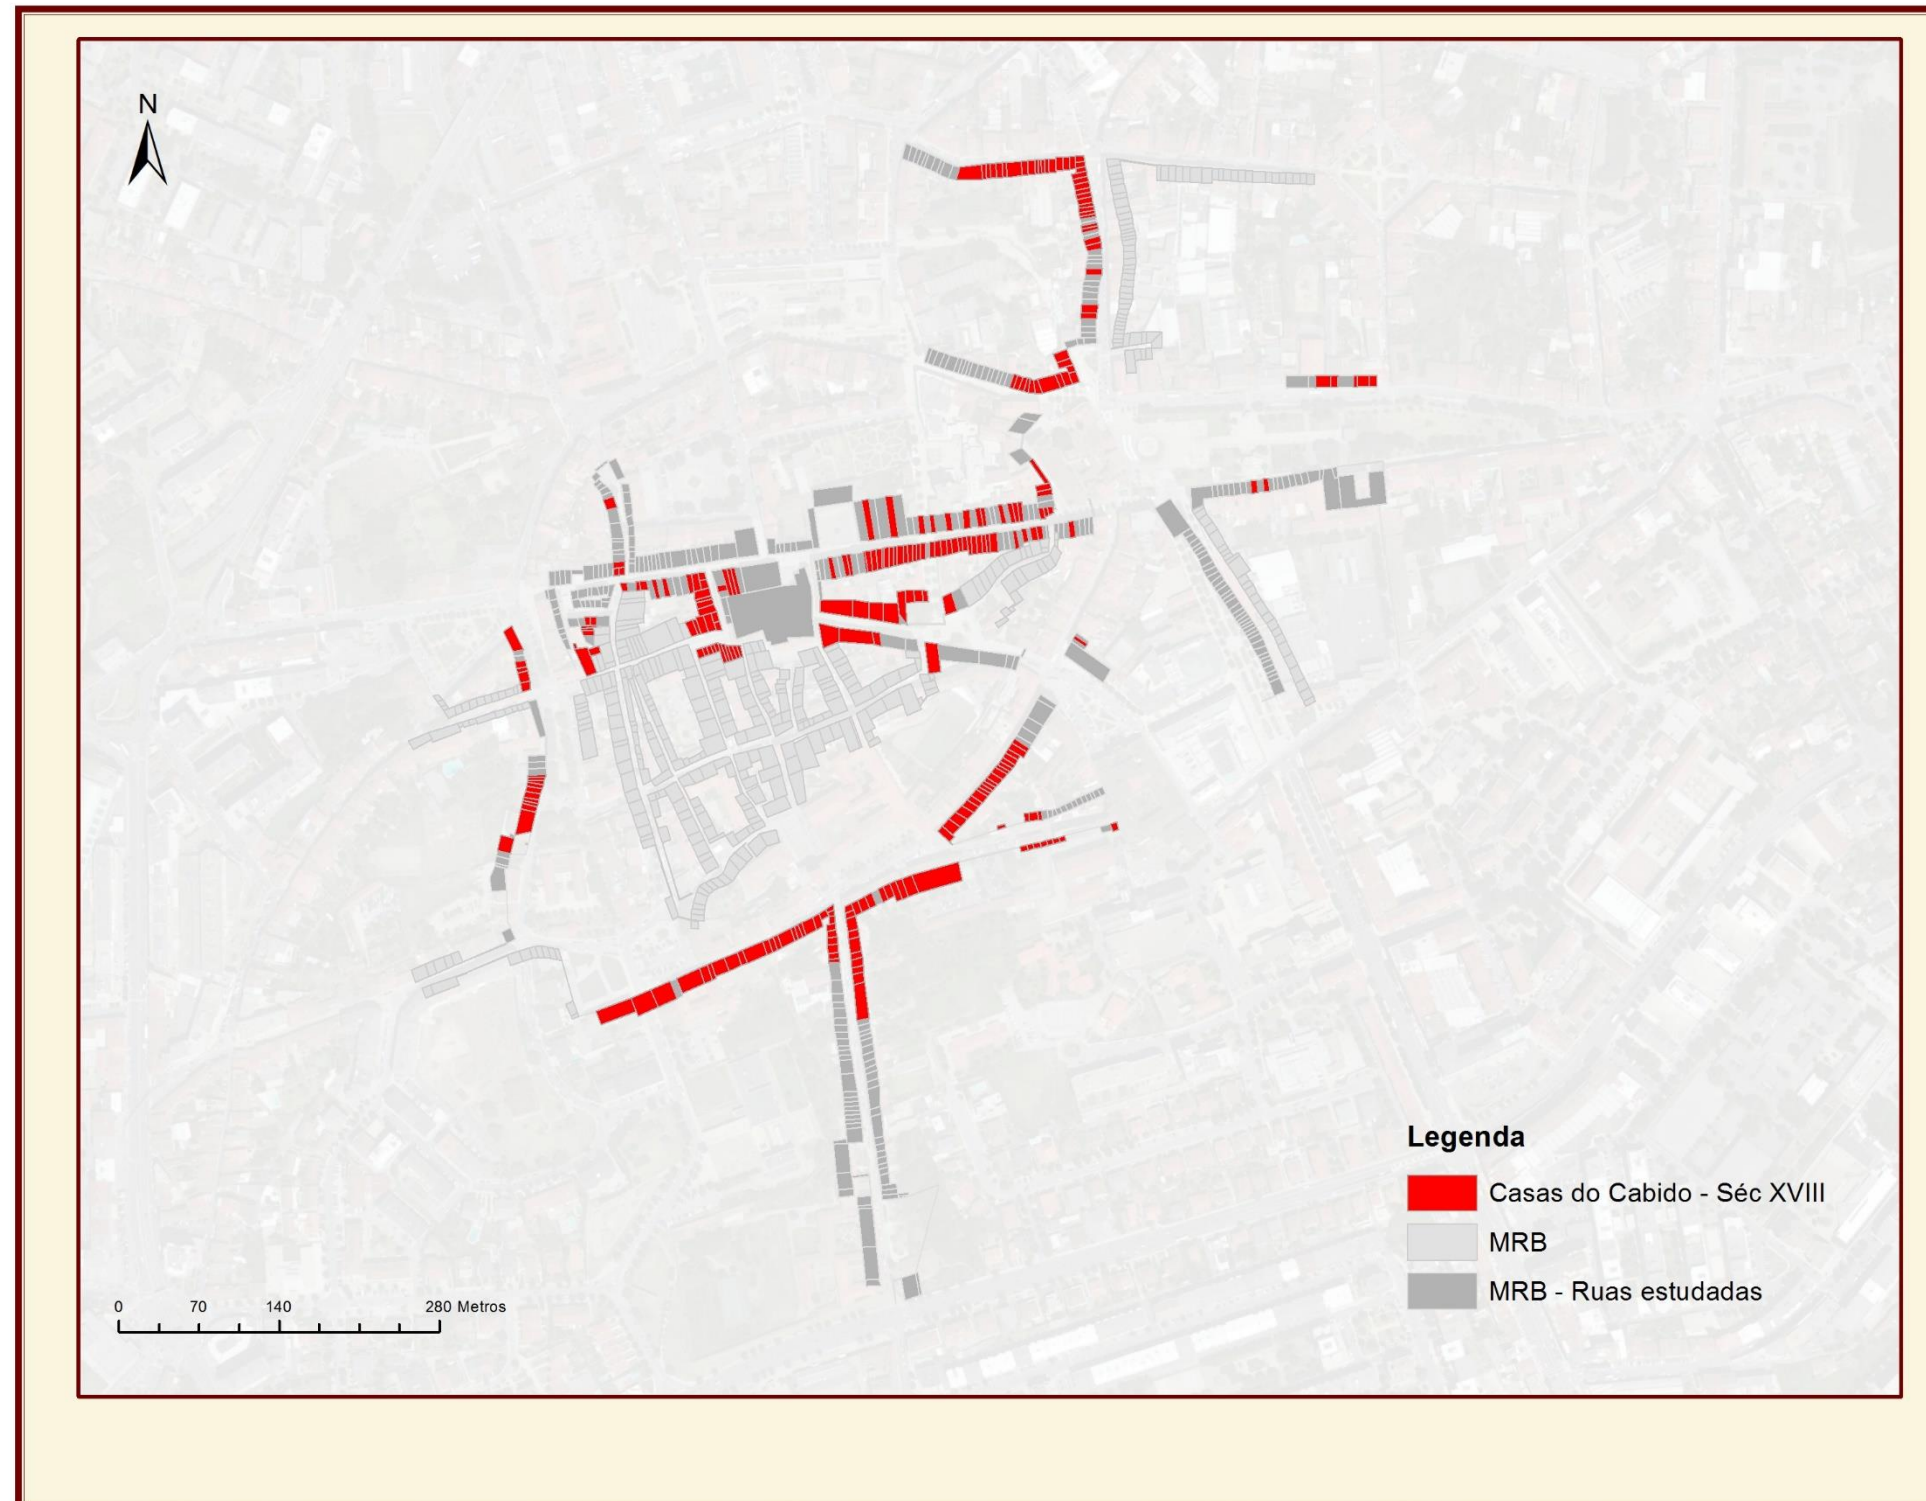 N
Legenda
Casas do Cabido - Séc XVIII
MRB
MRB - Ruas estudadas
0 70 140 280 Metros